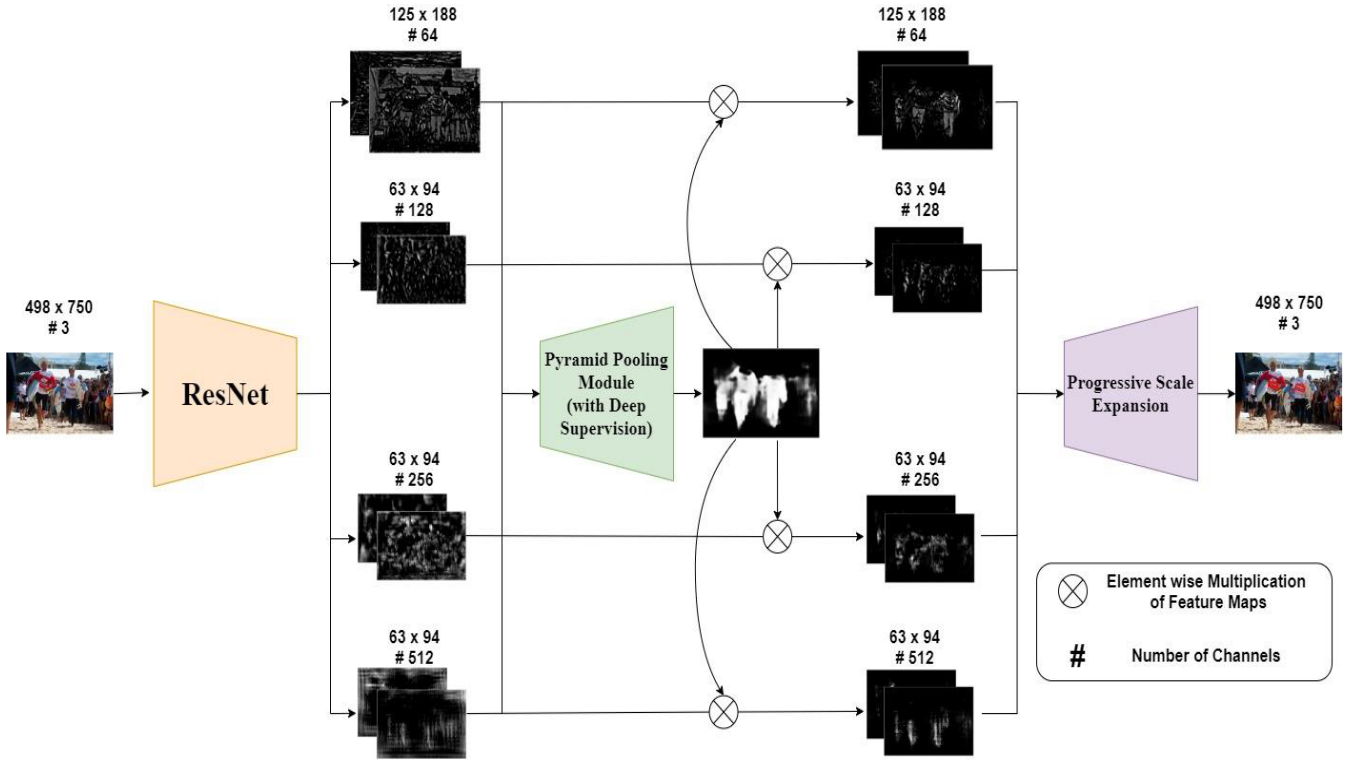 125 x 188
# 64
125 x 188
# 64
63 x 94
# 128
63 x 94
# 128
498 x 750
# 3
ResNet
Pyramid Pooling
Module
(with Deep
Supervision)
Progressive Scale
Expansion
498 x 750
# 3
63 x 94
# 256
63 x 94
# 256
63 x 94
# 512
63 x 94
# 512
Element wise Multiplication
of Feature Maps
# Number of Channels